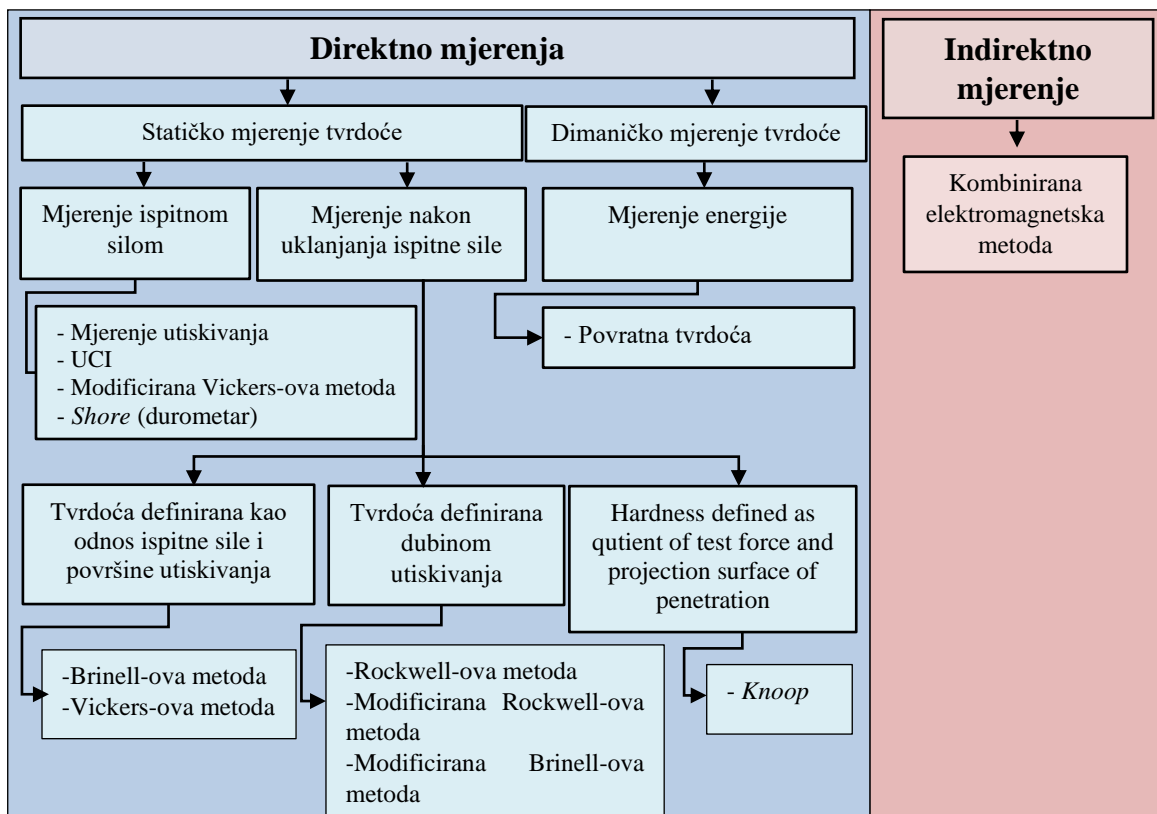 Direktno mjerenja
Indirektno
mjerenje
Statičko mjerenje tvrdoće
Dimaničko mjerenje tvrdoće
Kombinirana
elektromagnetska
metoda
Mjerenje ispitnom
silom
Mjerenje nakon
uklanjanja ispitne sile
Mjerenje energije
- Mjerenje utiskivanja
- UCI
- Modificirana Vickers-ova metoda
- Shore (durometar)
- Povratna tvrdoća
Tvrdoća definirana kao
odnos ispitne sile i
površine utiskivanja
Tvrdoća definirana
dubinom
utiskivanja
Hardness defined as
qutient of test force and
projection surface of
penetration
-Brinell-ova metoda
-Vickers-ova metoda
-Rockwell-ova metoda
-Modificirana Rockwell-ova
metoda
-Modificirana Brinell-ova
metoda
- Knoop